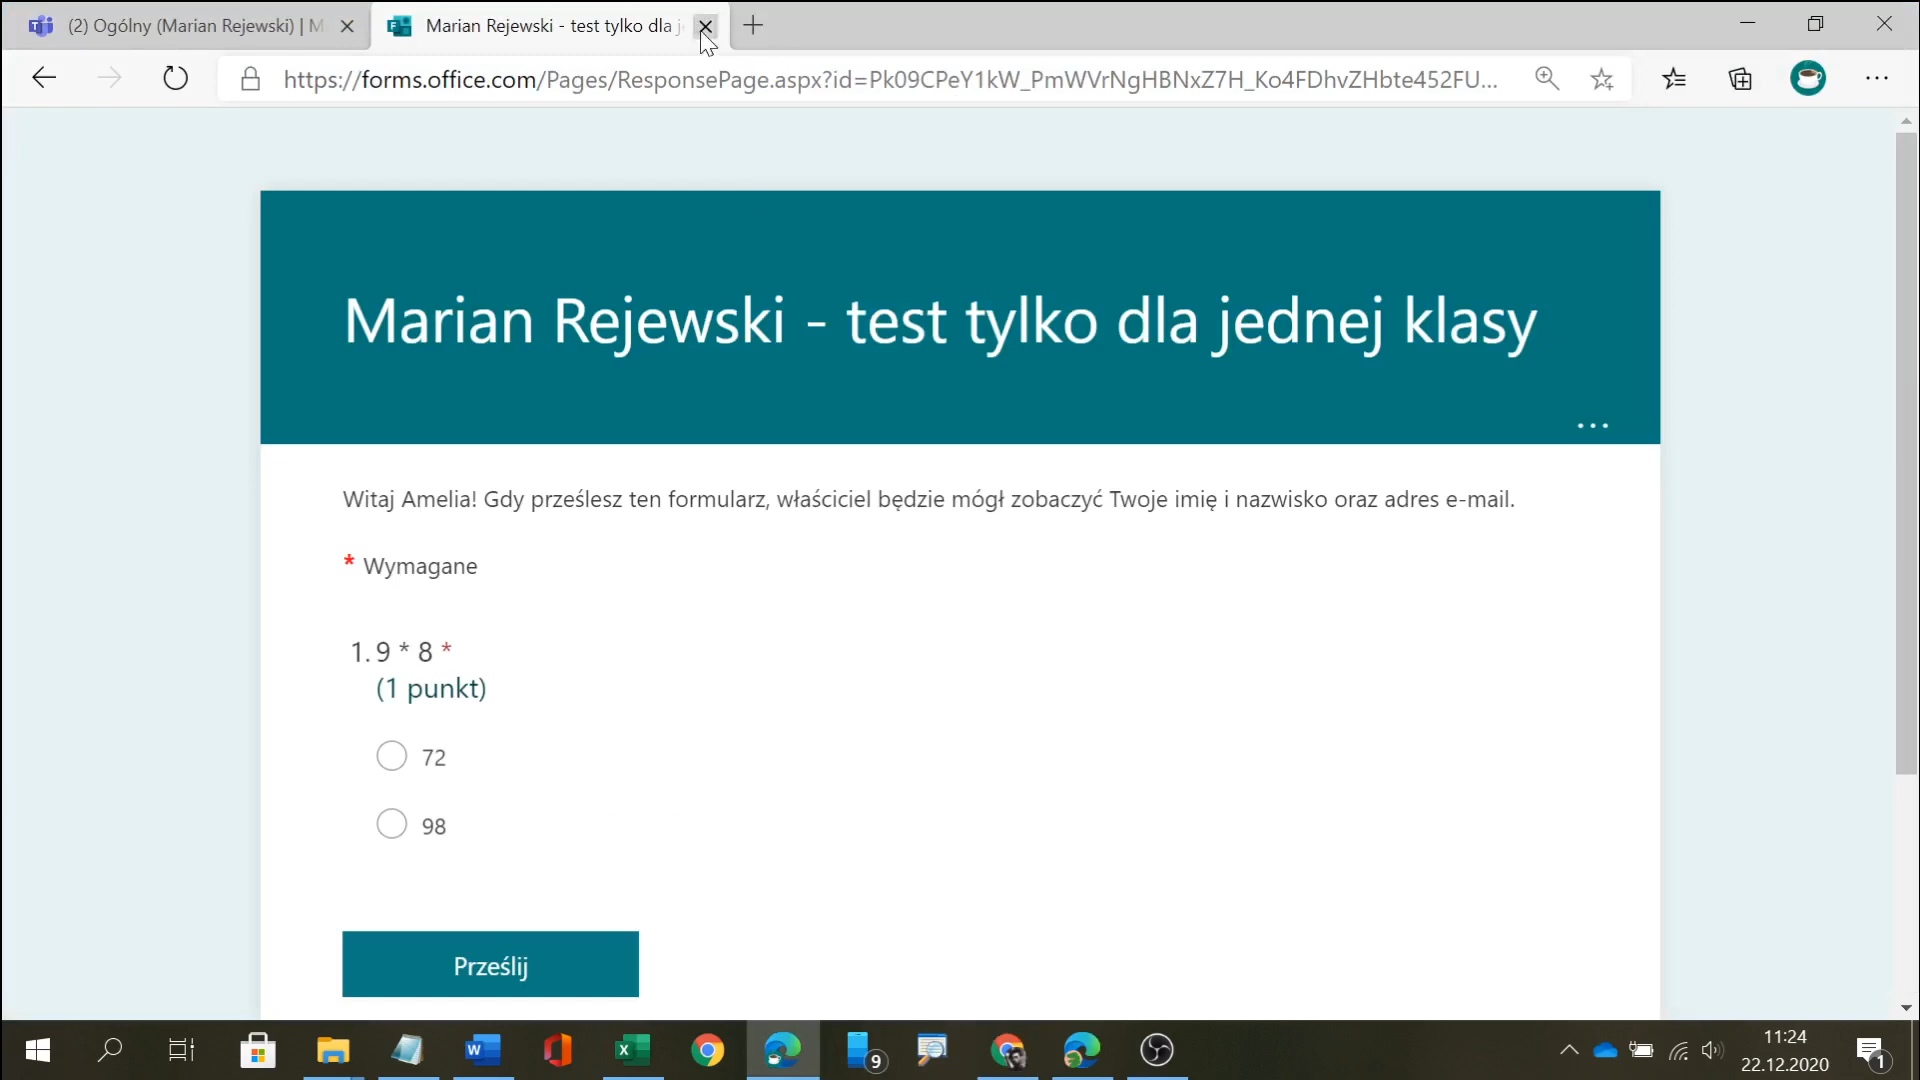 (2) Ogólny (Marian Rejewski) | M
Marian Rejewski - test tylko dla j
https://forms.office.com/Pages/ResponsePage.aspx?id=Pk09CPeY1kW_PmWVrNgHBNxZ7H_Ko4FDhvZHbte452FU...
Marian Rejewski - test tylko dla jednej klasy
...
Witaj Amelia! Gdy prześlesz ten formularz, właściciel będzie mógł zobaczyć Twoje imię i nazwisko oraz adres e-mail.
* Wymagane
1. 9 * 8 *
(1 punkt)
72
98
Prześlij
9
11:24
22.12.2020
1